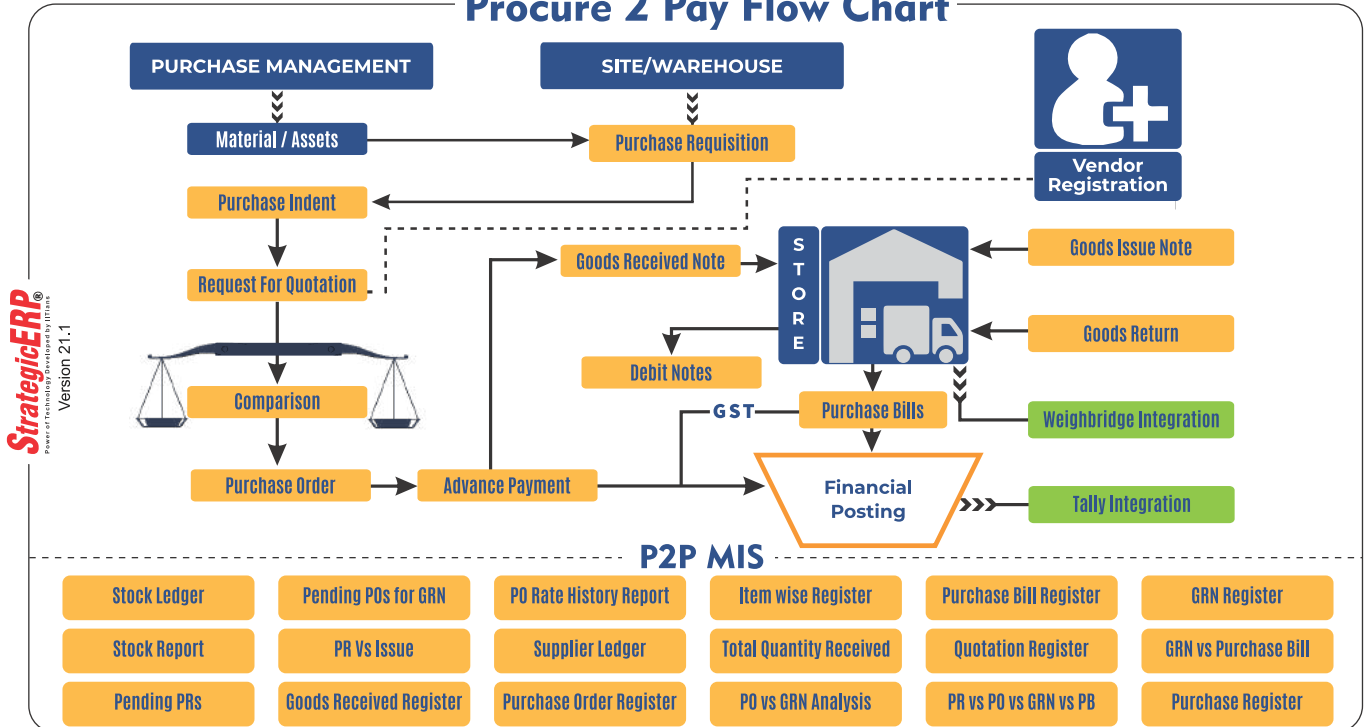 Procure 2 Pay Flow Chart
PURCHASE MANAGEMENT
SITE/WAREHOUSE
Material / Assets
Purchase Requisition
Vendor
Registration
Purchase Indent
Goods Received Note
S
T
O
R
E
Goods Issue Note
Request For Quotation
Goods Return
Debit Notes
Comparison
GST
Purchase Bills
Weighbridge Integration
Purchase Order
Advance Payment
Financial
Posting
Tally Integration
StrategicERP®
Power of Technology Developed by IITians
Version 21.1
P2P MIS
Stock Ledger
Pending POs for GRN
PO Rate History Report
Item wise Register
Purchase Bill Register
GRN Register
Stock Report
PR Vs Issue
Supplier Ledger
Total Quantity Received
Quotation Register
GRN vs Purchase Bill
Pending PRs
Goods Received Register
Purchase Order Register
PO vs GRN Analysis
PR vs PO vs GRN vs PB
Purchase Register